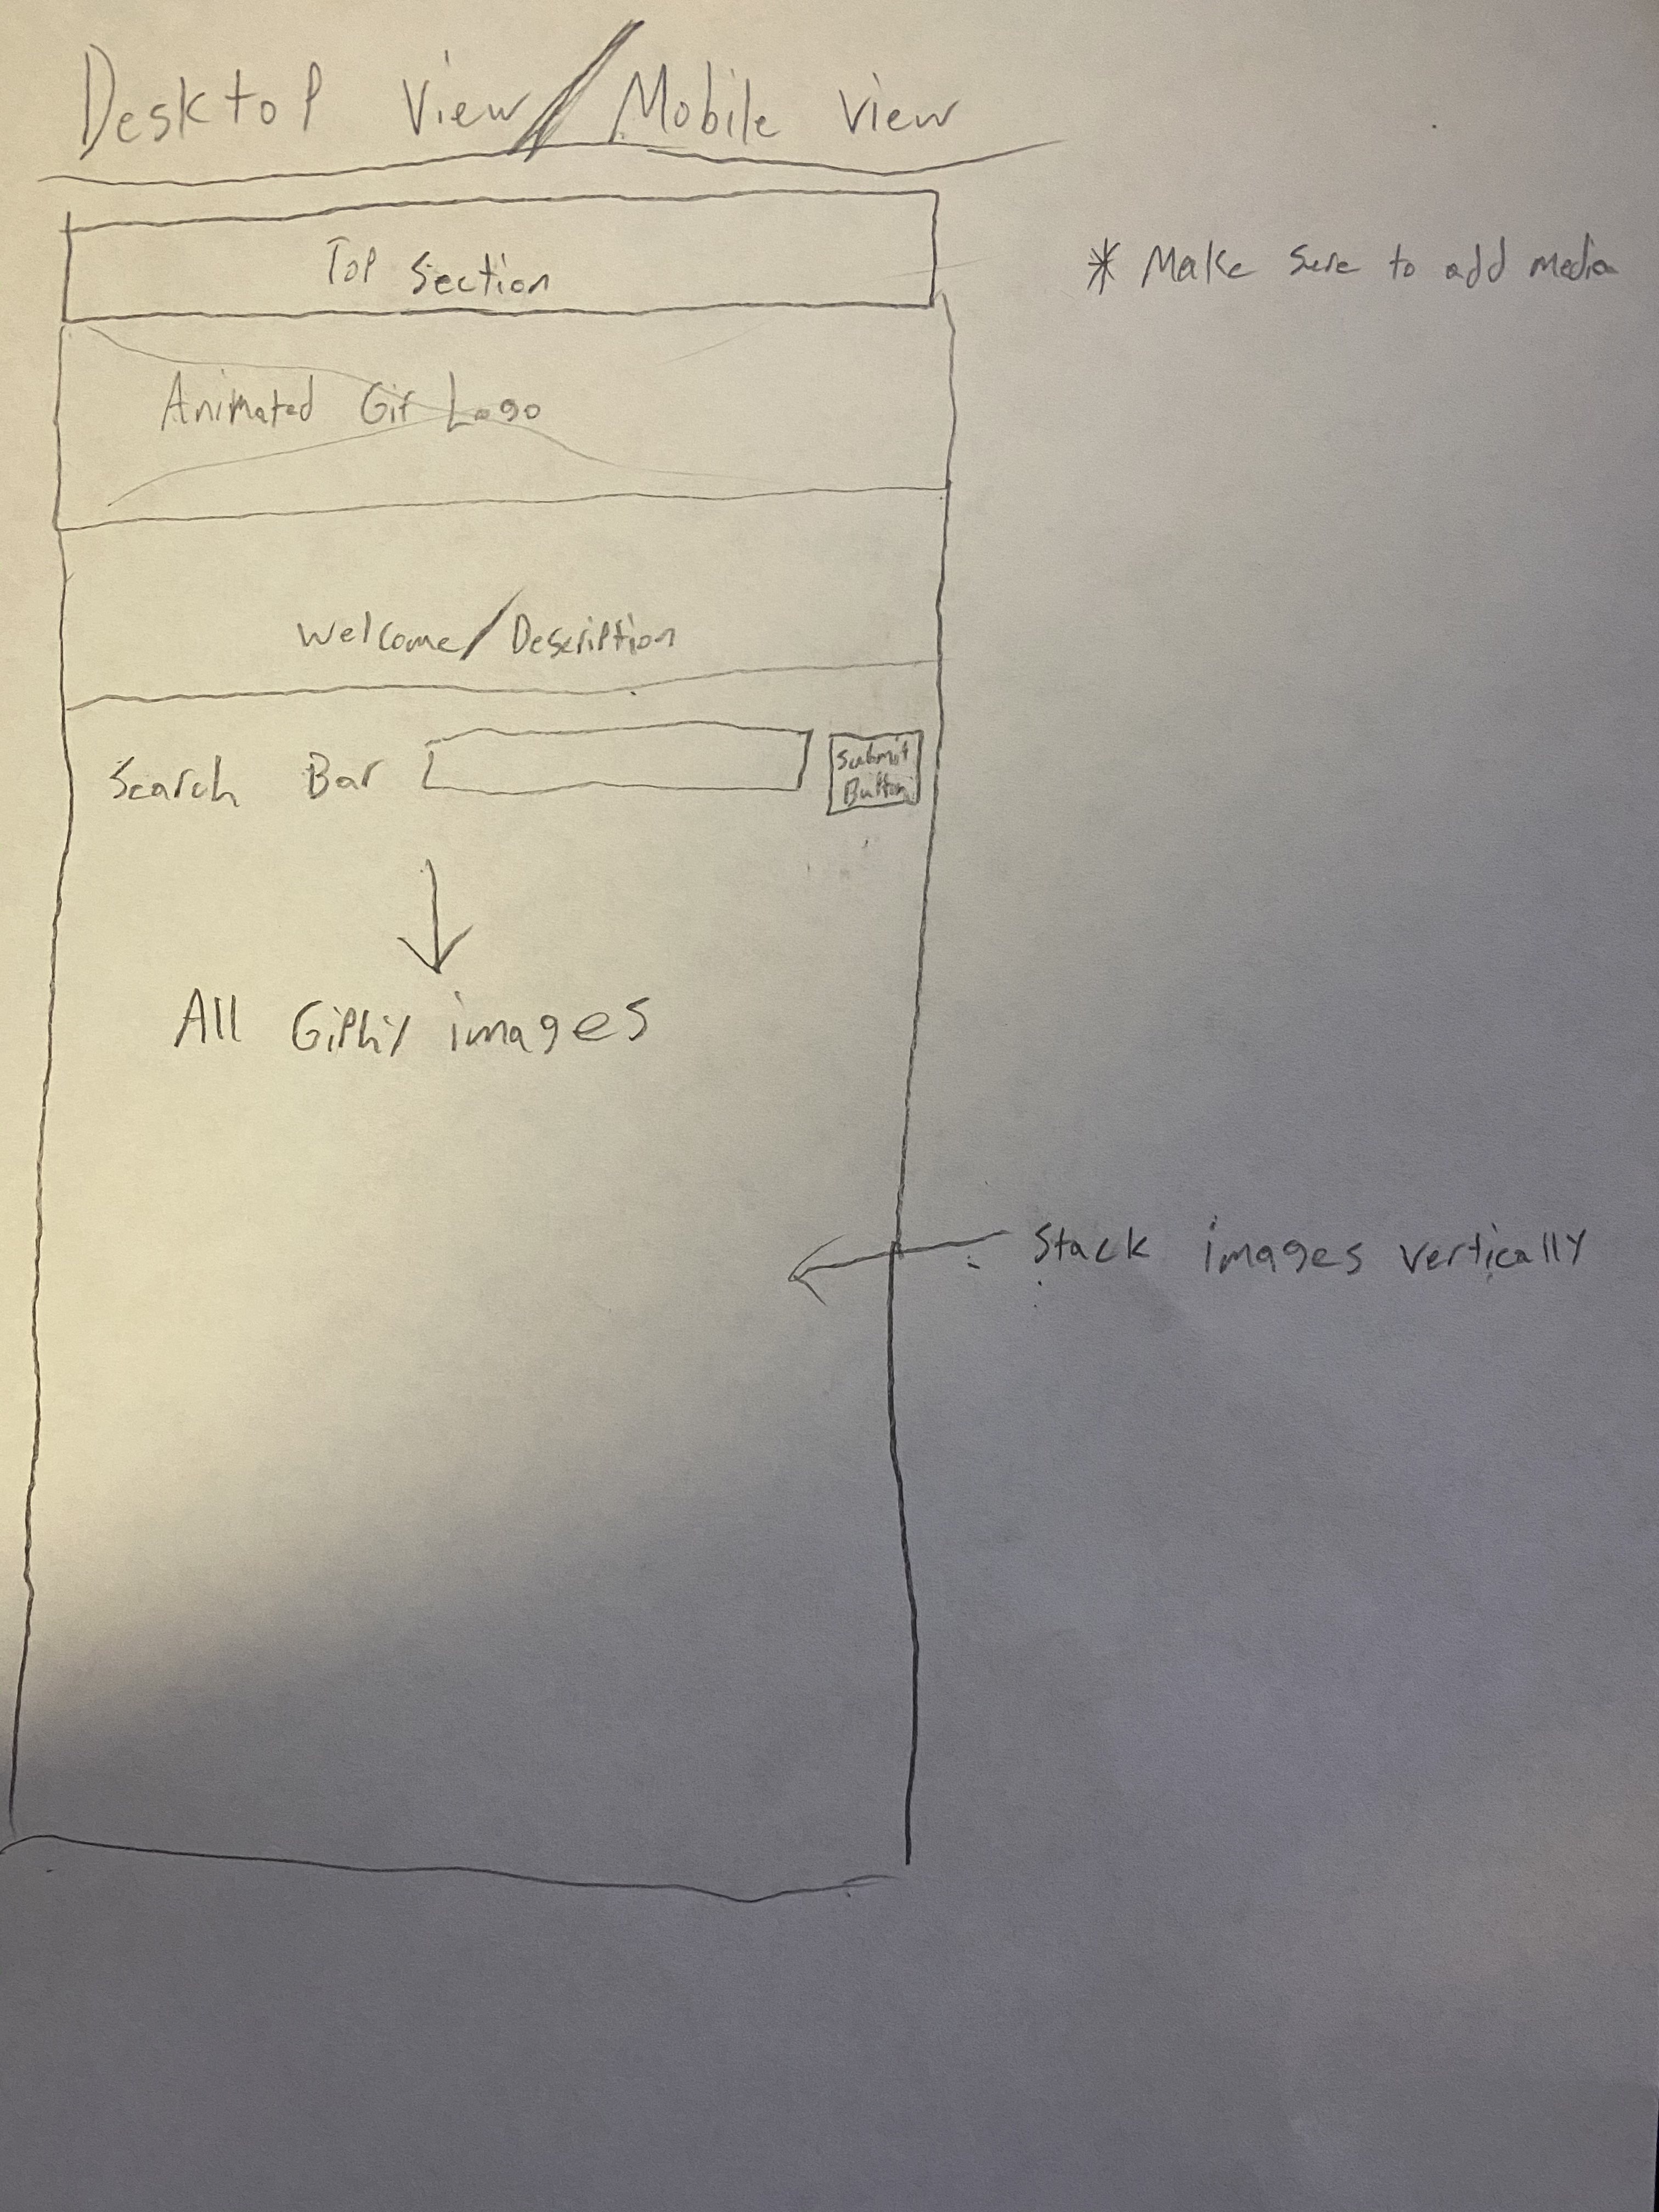 Desktop View / Mobile View
Top Section
* Make sure to add media
Animated Gif Logo
Welcome / Description
Search Bar
Submit
Button
All Giphiy images
Stack images vertically